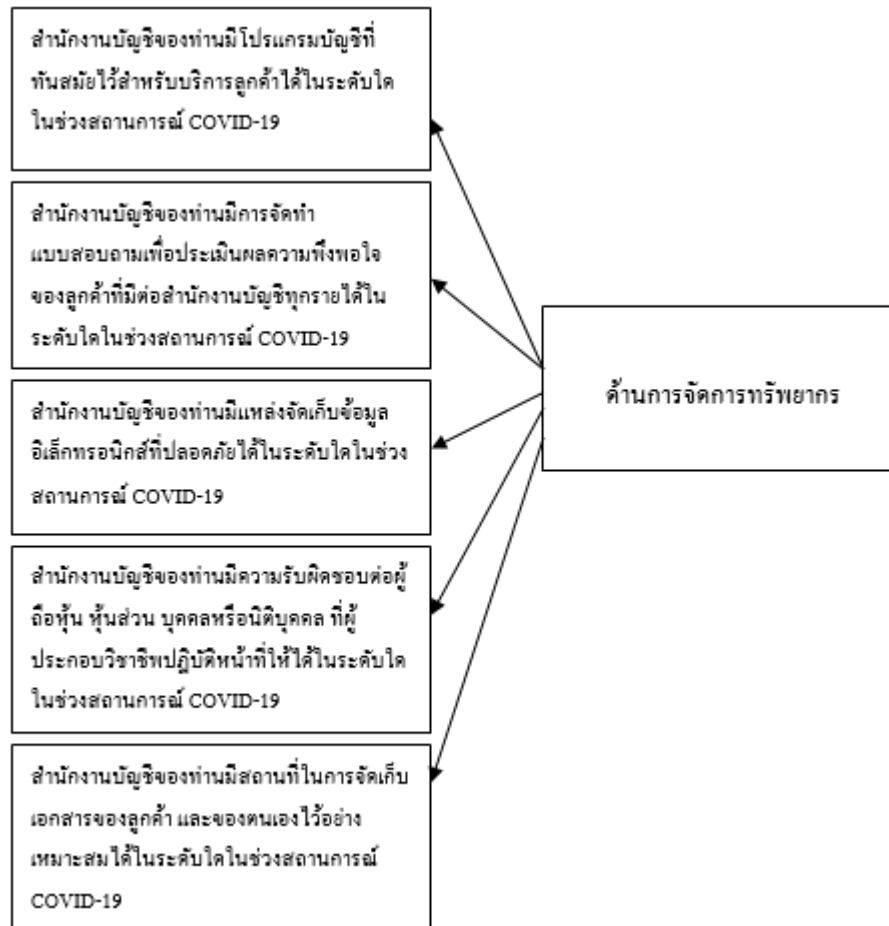 สำนักงานบัญชีของท่านมีโปรแกรมบัญชีที่
ทันสมัยไว้สำหรับบริการลูกค้าได้ในระดับใด
ในช่วงสถานการณ์ COVID-19
สำนักงานบัญชีของท่านมีการจัดทำ
แบบสอบถามเพื่อประเมินผลความพึงพอใจ
ของลูกค้าที่มีต่อสำนักงานบัญชีทุกรายได้ใน
ระดับใดในช่วงสถานการณ์ COVID-19
สำนักงานบัญชีของท่านมีแหล่งจัดเก็บข้อมูล
อิเล็กทรอนิกส์ที่ปลอดภัยได้ในระดับใดในช่วง
สถานการณ์ COVID-19
สำนักงานบัญชีของท่านมีความรับผิดชอบต่อผู้
ถือหุ้น หุ้นส่วน บุคคลหรือนิติบุคคล ที่ผู้
ประกอบวิชาชีพปฏิบัติหน้าที่ให้ได้ในระดับใด
ในช่วงสถานการณ์ COVID-19
สำนักงานบัญชีของท่านมีสถานที่ในการจัดเก็บ
เอกสารของลูกค้า และของตนเองไว้อย่าง
เหมาะสมได้ในระดับใดในช่วงสถานการณ์
COVID-19
ด้านการจัดการทรัพยากร